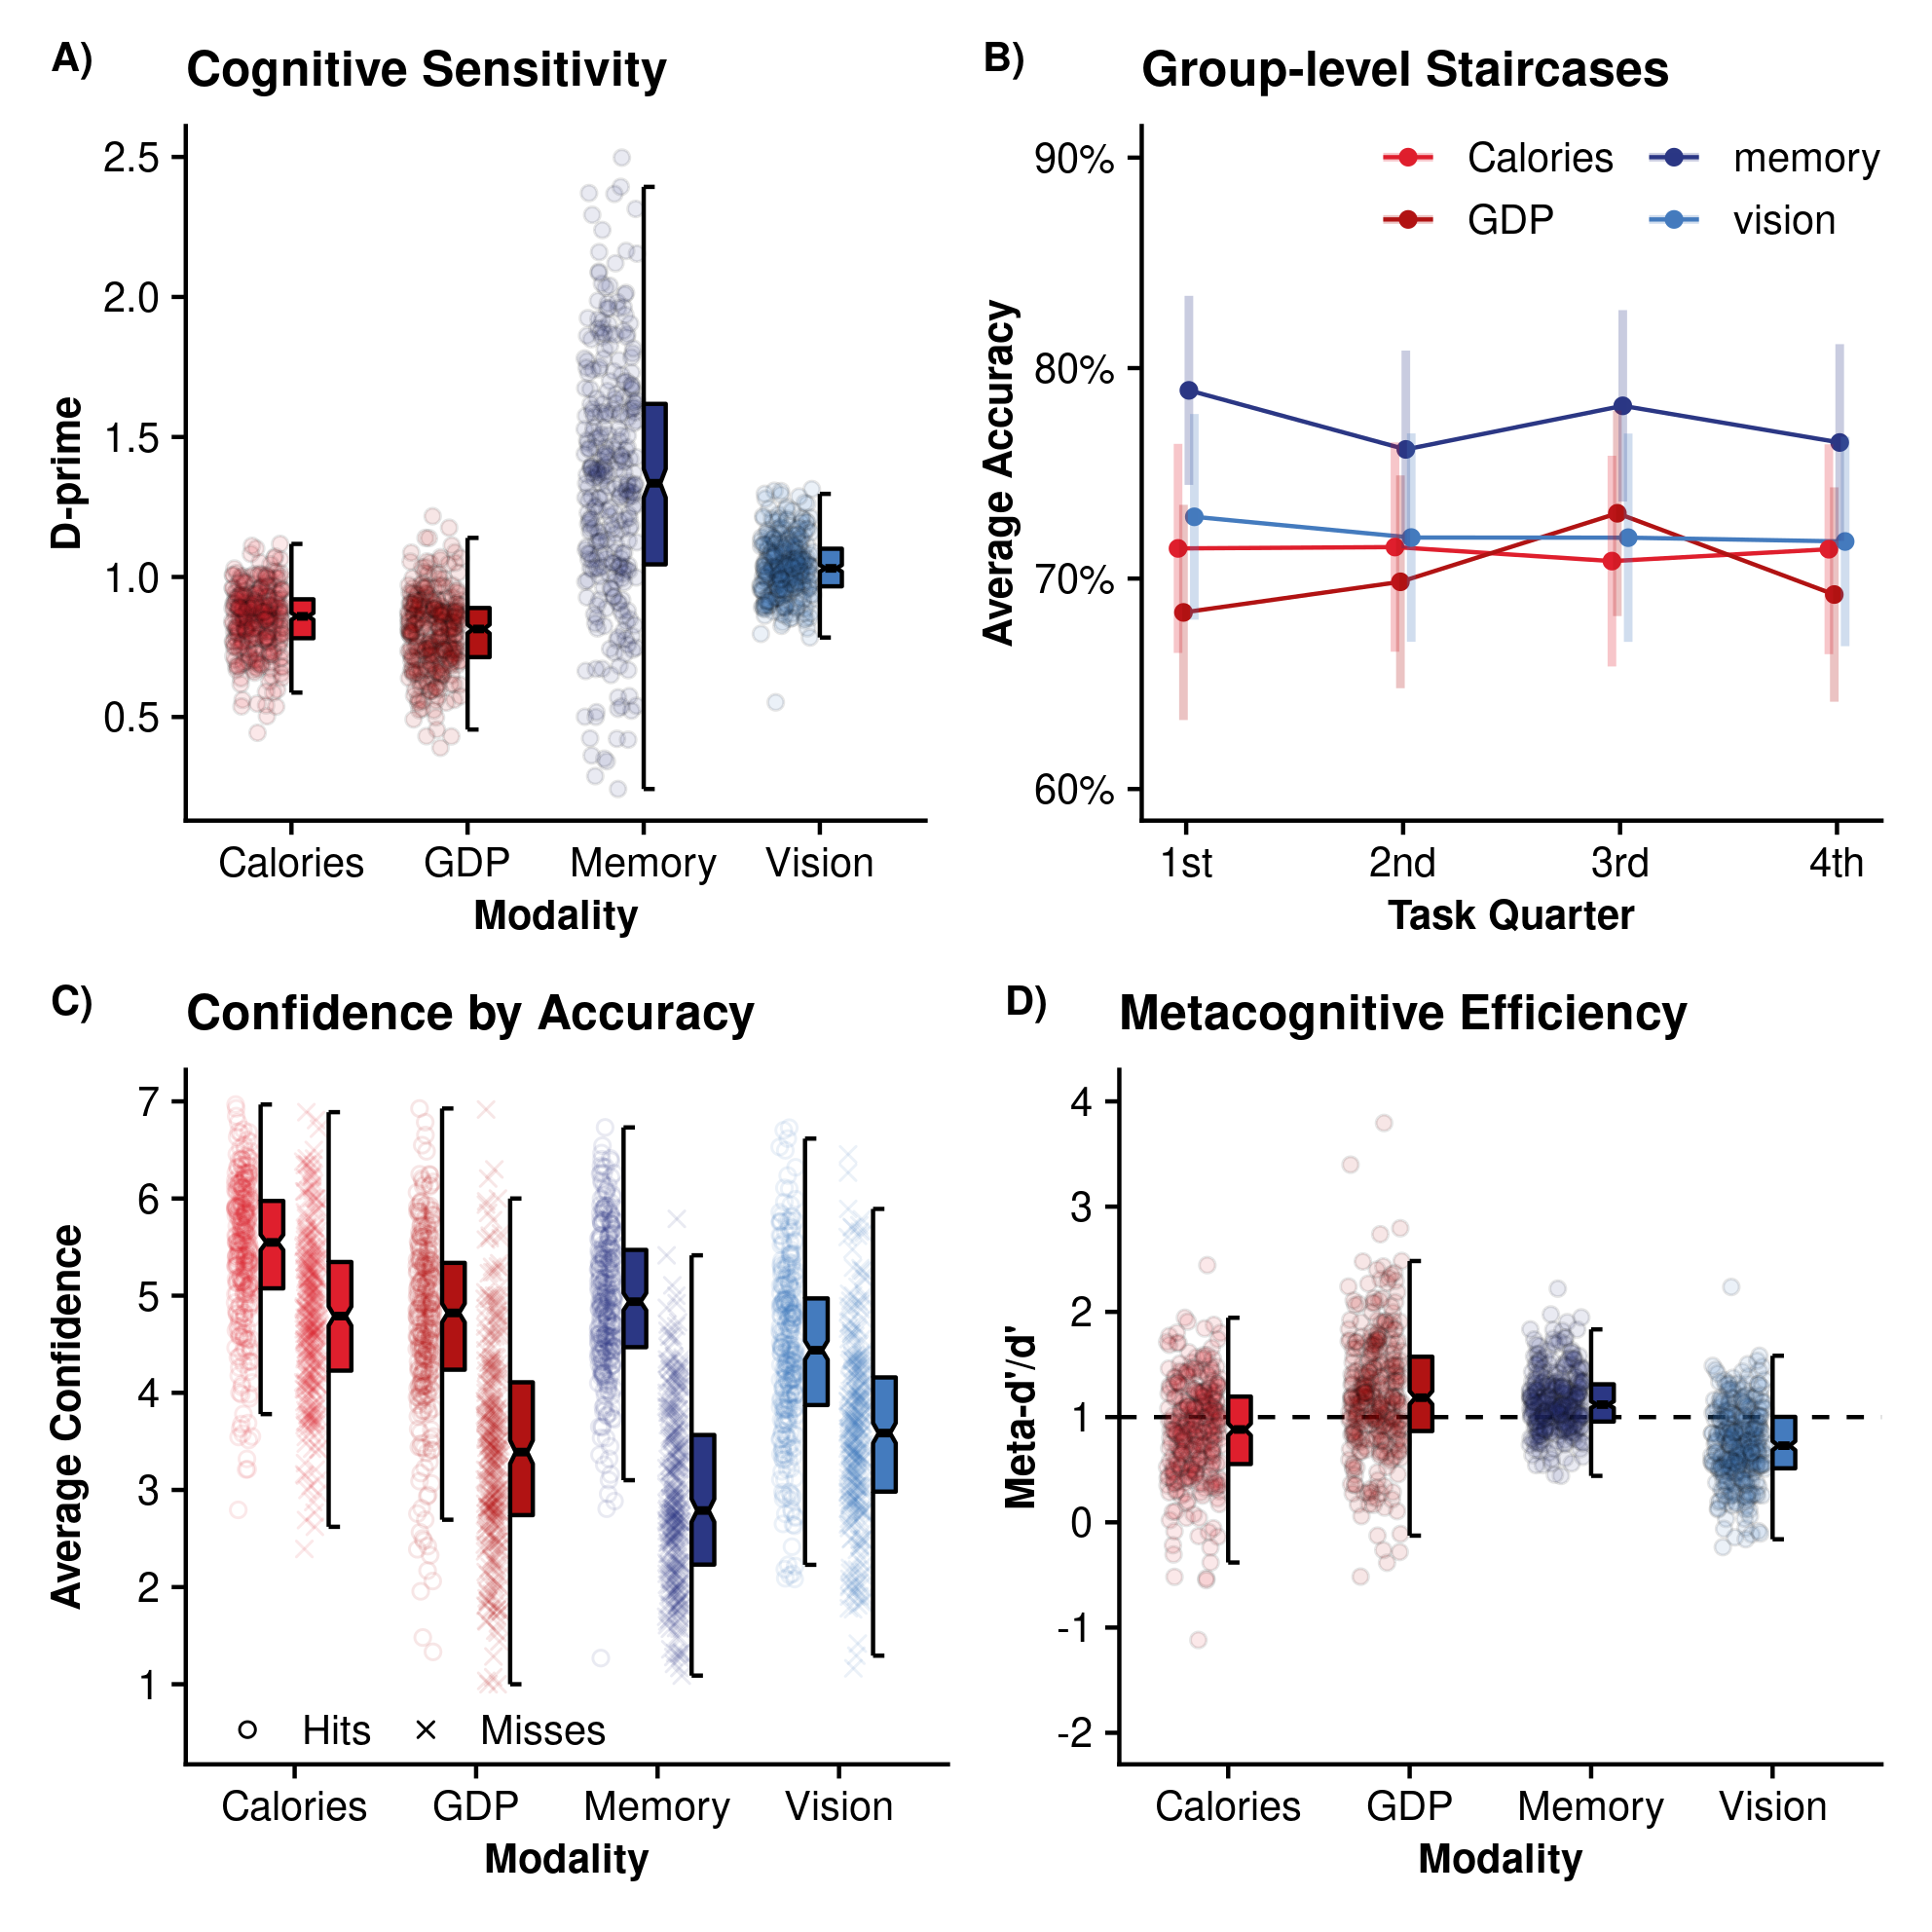 A)
Cognitive Sensitivity
D-prime
2.5
2.0
1.5
1.0
0.5
Calories GDP Memory Vision
Modality
B)
Group-level Staircases
Calories memory
GDP vision
Average Accuracy
90%
80%
70%
60%
1st 2nd 3rd 4th
Task Quarter
C)
Confidence by Accuracy
Average Confidence
7
6
5
4
3
2
1
Hits Misses
Calories GDP Memory Vision
Modality
D)
Metacognitive Efficiency
Meta-d'/d'
4
3
2
1
0
-1
-2
Calories GDP Memory Vision
Modality